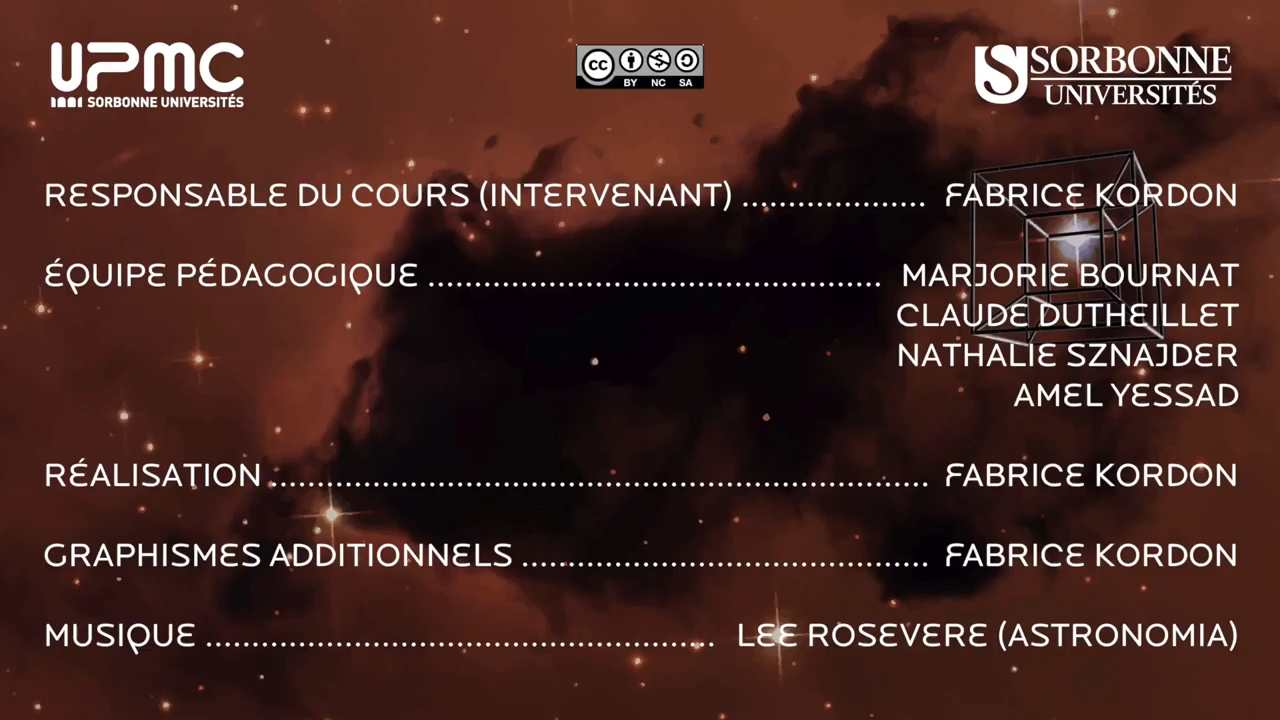 UPMC
SORBONNE UNIVERSITÉS
cc BY NC SA
S SORBONNE
UNIVERSITÉS
RESPONSABLE DU COURS (INTERVENANT) .................... FABRICE KORDON
ÉQUIPE PÉDAGOGIQUE ................................................. MARJORIE BOURNAT
CLAUDE DUTHEILLET
NATHALIE SZNAJDER
AMEL YESSAD
RÉALISATION ....................................................................... FABRICE KORDON
GRAPHISMES ADDITIONNELS ............................................ FABRICE KORDON
MUSIQUE ....................................................... LEE ROSEVERE (ASTRONOMIA)